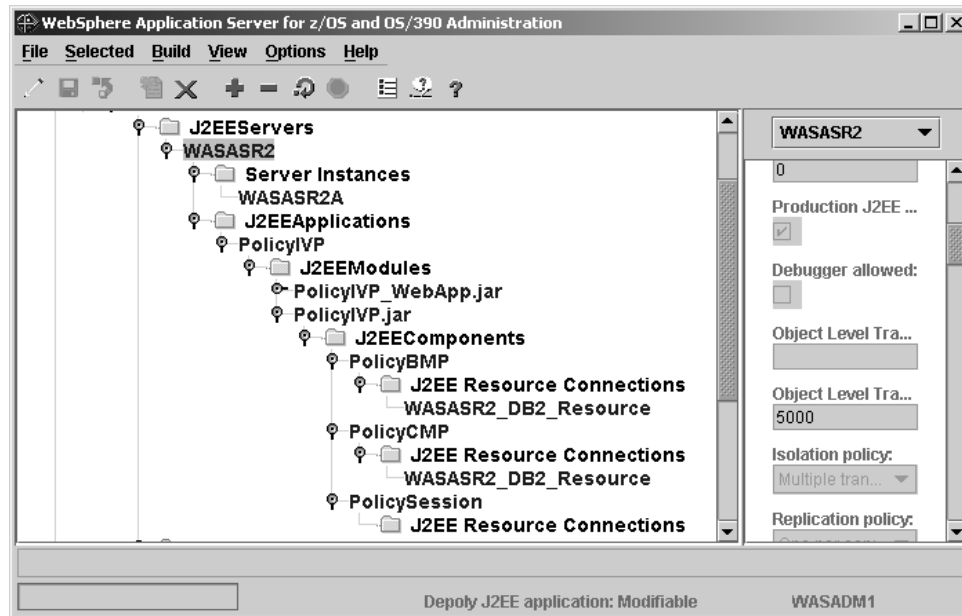 WebSphere Application Server for z/OS and OS/390 Administration
File Selected Build View Options Help
J2EEServers
WASASR2
Server Instances
WASASR2A
J2EEApplications
PolicyIVP
J2EEModules
PolicyIVP_WebApp.jar
PolicyIVP.jar
J2EEComponents
PolicyBMP
J2EE Resource Connections
WASASR2_DB2_Resource
PolicyCMP
J2EE Resource Connections
WASASR2_DB2_Resource
PolicySession
J2EE Resource Connections
WASASR2
0
Production J2EE ...
Debugger allowed:
Object Level Tra...
Object Level Tra...
5000
Isolation policy:
Multiple tran...
Replication policy:
Depoly J2EE application: Modifiable WASADM1